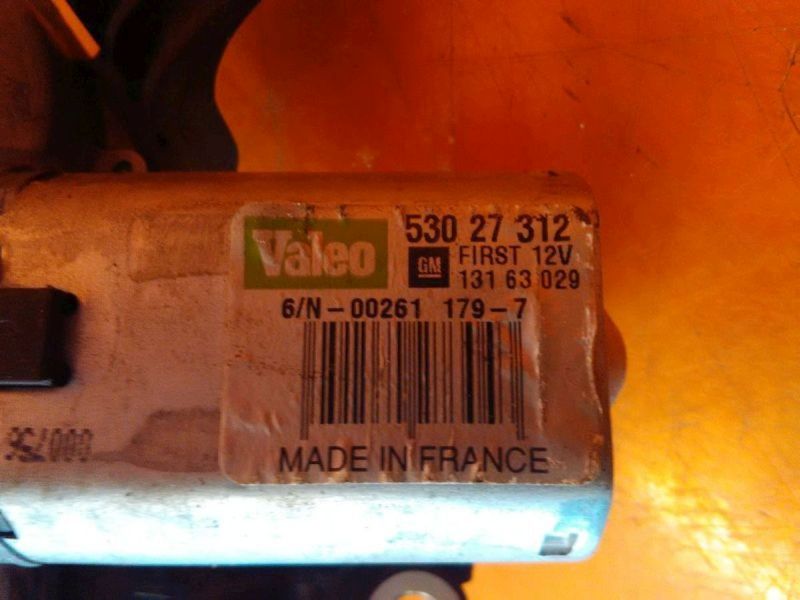 Valeo
530 27 312
GM
FIRST 12V
131 63 029
6/N-00261 179-7
MADE IN FRANCE